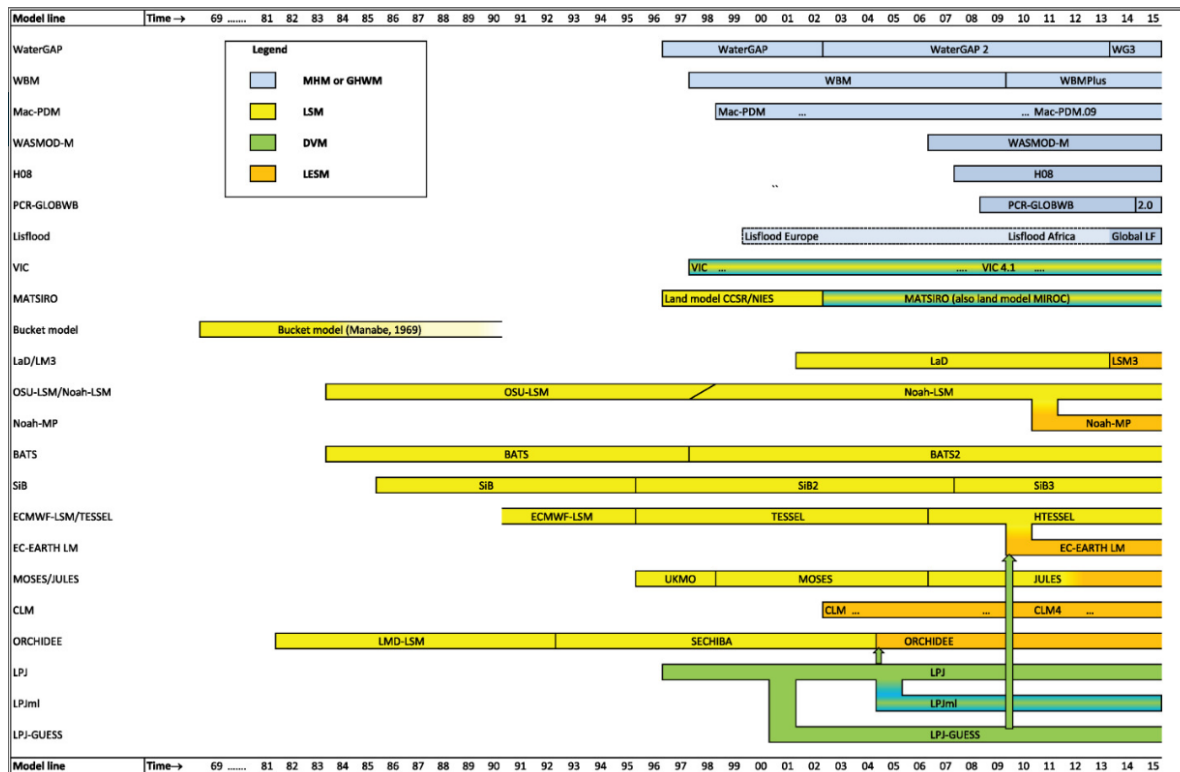 Model line Time → 69 ....... 81 82 83 84 85 86 87 88 89 90 91 92 93 94 95 96 97 98 99 00 01 02 03 04 05 06 07 08 09 10 11 12 13 14 15
WaterGAP Legend WaterGAP WaterGAP 2 WG3
WBM MHM or GHWM WBM WBMPlus
Mac-PDM LSM Mac-PDM ... ... Mac-PDM.09
WASMOD-M DVM WASMOD-M
H08 LESM H08
PCR-GLOBWB PCR-GLOBWB 2.0
Lisflood Lisflood Europe Lisflood Africa Global LF
VIC VIC ... .... VIC 4.1 ....
MATSIRO Land model CCSR/NIES MATSIRO (also land model MIROC)
Bucket model Bucket model (Manabe, 1969)
LaD/LM3 LaD LSM3
OSU-LSM/Noah-LSM OSU-LSM Noah-LSM
Noah-MP Noah-MP
BATS BATS BATS2
SiB SiB SiB2 SiB3
ECMWF-LSM/TESSEL ECMWF-LSM TESSEL HTESSEL
EC-EARTH LM EC-EARTH LM
MOSES/JULES UKMO MOSES JULES
CLM CLM ... ... CLM4 ...
ORCHIDEE LMD-LSM SECHIBA ORCHIDEE
LPJ LPJ
LPJml LPJml
LPJ-GUESS LPJ-GUESS
Model line Time→ 69 ....... 81 82 83 84 85 86 87 88 89 90 91 92 93 94 95 96 97 98 99 00 01 02 03 04 05 06 07 08 09 10 11 12 13 14 15